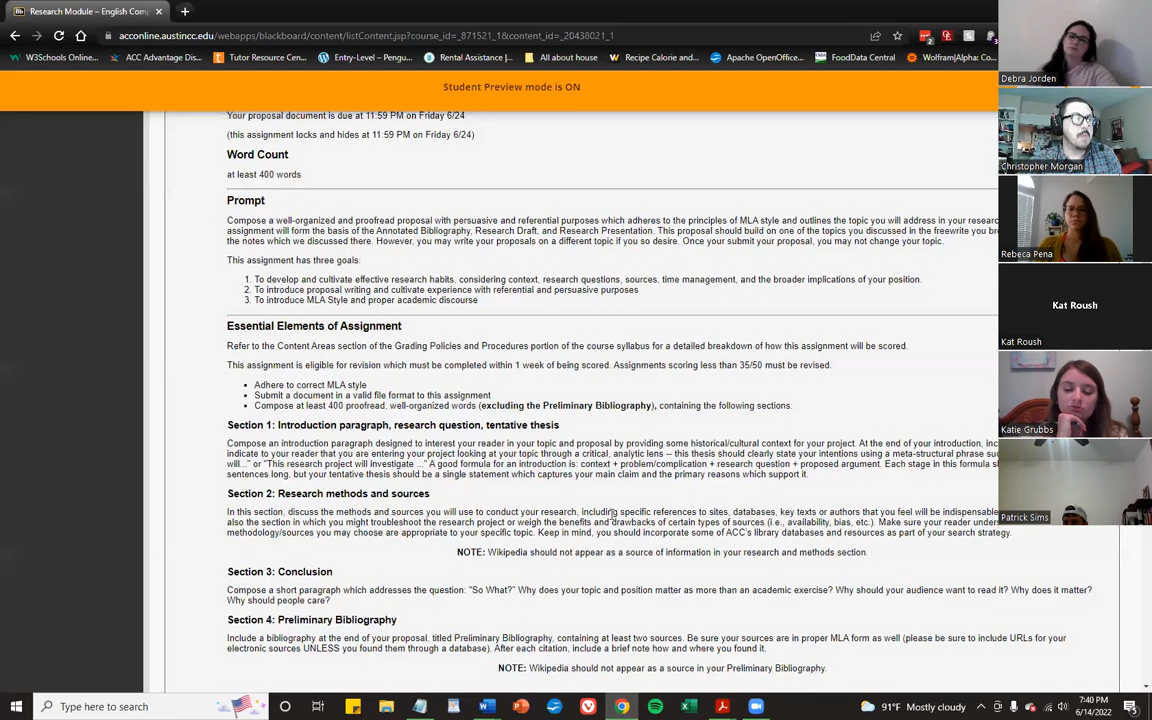 Research Module – English Com
acconline.austincc.edu/webapps/blackboard/content/listContent.jsp?course_id=_871521_1&content_id=_20438021_1
W3Schools Online...
ACC Advantage Dis...
Tutor Resource Cen...
Entry-Level – Pengu...
Rental Assistance |...
All about house
Recipe Calorie and...
Apache OpenOffice...
FoodData Central
Wolfram|Alpha: Co
Student Preview mode is ON
Your proposal document is due at 11:59 PM on Friday 6/24
(this assignment locks and hides at 11:59 PM on Friday 6/24)
Word Count
at least 400 words
Prompt
Compose a well-organized and proofread proposal with persuasive and referential purposes which adheres to the principles of MLA style and outlines the topic you will address in your researc
assignment will form the basis of the Annotated Bibliography, Research Draft, and Research Presentation. This proposal should build on one of the topics you discussed in the freewrite you br
the notes which we discussed there. However, you may write your proposals on a different topic if you so desire. Once your submit your proposal, you may not change your topic.
This assignment has three goals:
1. To develop and cultivate effective research habits, considering context, research questions, sources, time management, and the broader implications of your position.
2. To introduce proposal writing and cultivate experience with referential and persuasive purposes
3. To introduce MLA Style and proper academic discourse
Essential Elements of Assignment
Refer to the Content Areas section of the Grading Policies and Procedures portion of the course syllabus for a detailed breakdown of how this assignment will be scored.
This assignment is eligible for revision which must be completed within 1 week of being scored. Assignments scoring less than 35/50 must be revised.
• Adhere to correct MLA style
• Submit a document in a valid file format to this assignment
• Compose at least 400 proofread, well-organized words (excluding the Preliminary Bibliography), containing the following sections.
Section 1: Introduction paragraph, research question, tentative thesis
Compose an introduction paragraph designed to interest your reader in your topic and proposal by providing some historical/cultural context for your project. At the end of your introduction, inc
indicate to your reader that you are entering your project looking at your topic through a critical, analytic lens -- this thesis should clearly state your intentions using a meta-structural phrase suc
will..." or "This research project will investigate ..." A good formula for an introduction is: context + problem/complication + research question + proposed argument. Each stage in this formula s
sentences long, but your tentative thesis should be a single statement which captures your main claim and the primary reasons which support it.
Section 2: Research methods and sources
In this section, discuss the methods and sources you will use to conduct your research, including specific references to sites, databases, key texts or authors that you feel will be indispensable
also the section in which you might troubleshoot the research project or weigh the benefits and drawbacks of certain types of sources (i.e., availability, bias, etc.). Make sure your reader unders
methodology/sources you may choose are appropriate to your specific topic. Keep in mind, you should incorporate some of ACC's library databases and resources as part of your search strategy.
NOTE: Wikipedia should not appear as a source of information in your research and methods section.
Section 3: Conclusion
Compose a short paragraph which addresses the question: "So What?" Why does your topic and position matter as more than an academic exercise? Why should your audience want to read it? Why does it matter?
Why should people care?
Section 4: Preliminary Bibliography
Include a bibliography at the end of your proposal, titled Preliminary Bibliography, containing at least two sources. Be sure your sources are in proper MLA form as well (please be sure to include URLs for your
electronic sources UNLESS you found them through a database). After each citation, include a brief note how and where you found it.
NOTE: Wikipedia should not appear as a source in your Preliminary Bibliography.
Debra Jorden
Christopher Morgan
Rebeca Pena
Kat Roush
Kat Roush
Katie Grubbs
Patrick Sims
Type here to search
91°F Mostly cloudy
7:40 PM
6/14/2022